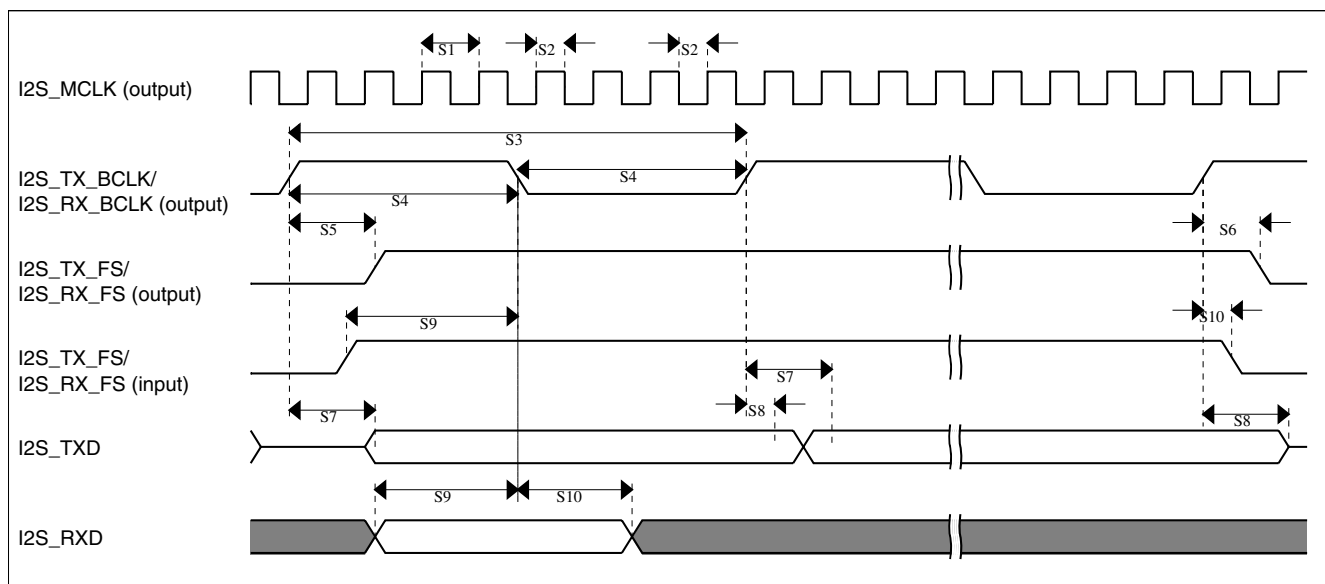 S1 S2 S2
I2S_MCLK (output)
S3
I2S_TX_BCLK/
I2S_RX_BCLK (output)
S4
S4
S5 S6
I2S_TX_FS/
I2S_RX_FS (output)
S9 S10
I2S_TX_FS/
I2S_RX_FS (input)
S7
S7 S8 S8
I2S_TXD
S9 S10
I2S_RXD